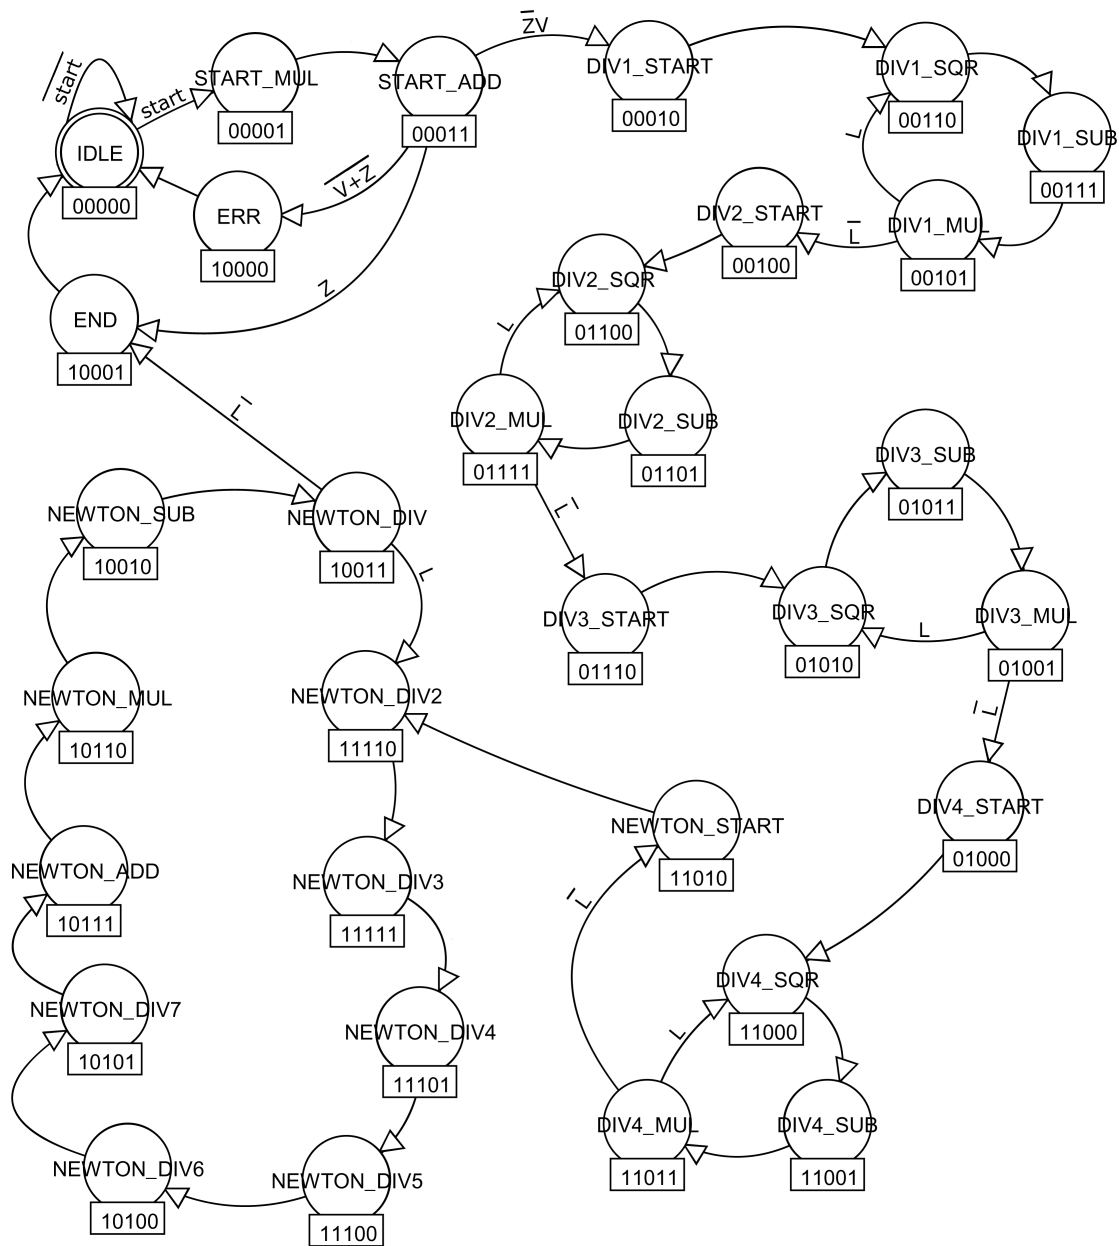 start
start
START_MUL
00001
START_ADD
00011
Z̅V
DIV1_START
00010
DIV1_SQR
00110
DIV1_SUB
00111
IDLE
00000
ERR
10000
V̅+̅Z̅
Z
L
DIV1_MUL
00101
L̅
DIV2_START
00100
DIV2_SQR
01100
END
10001
L
DIV2_MUL
01111
DIV2_SUB
01101
L̅
L̅
DIV3_SUB
01011
NEWTON_SUB
10010
NEWTON_DIV
10011
L
DIV3_START
01110
DIV3_SQR
01010
L
DIV3_MUL
01001
L̅
NEWTON_MUL
10110
NEWTON_DIV2
11110
NEWTON_START
11010
DIV4_START
01000
NEWTON_ADD
10111
NEWTON_DIV3
11111
L̅
DIV4_SQR
11000
NEWTON_DIV7
10101
NEWTON_DIV4
11101
L
DIV4_MUL
11011
DIV4_SUB
11001
NEWTON_DIV6
10100
NEWTON_DIV5
11100